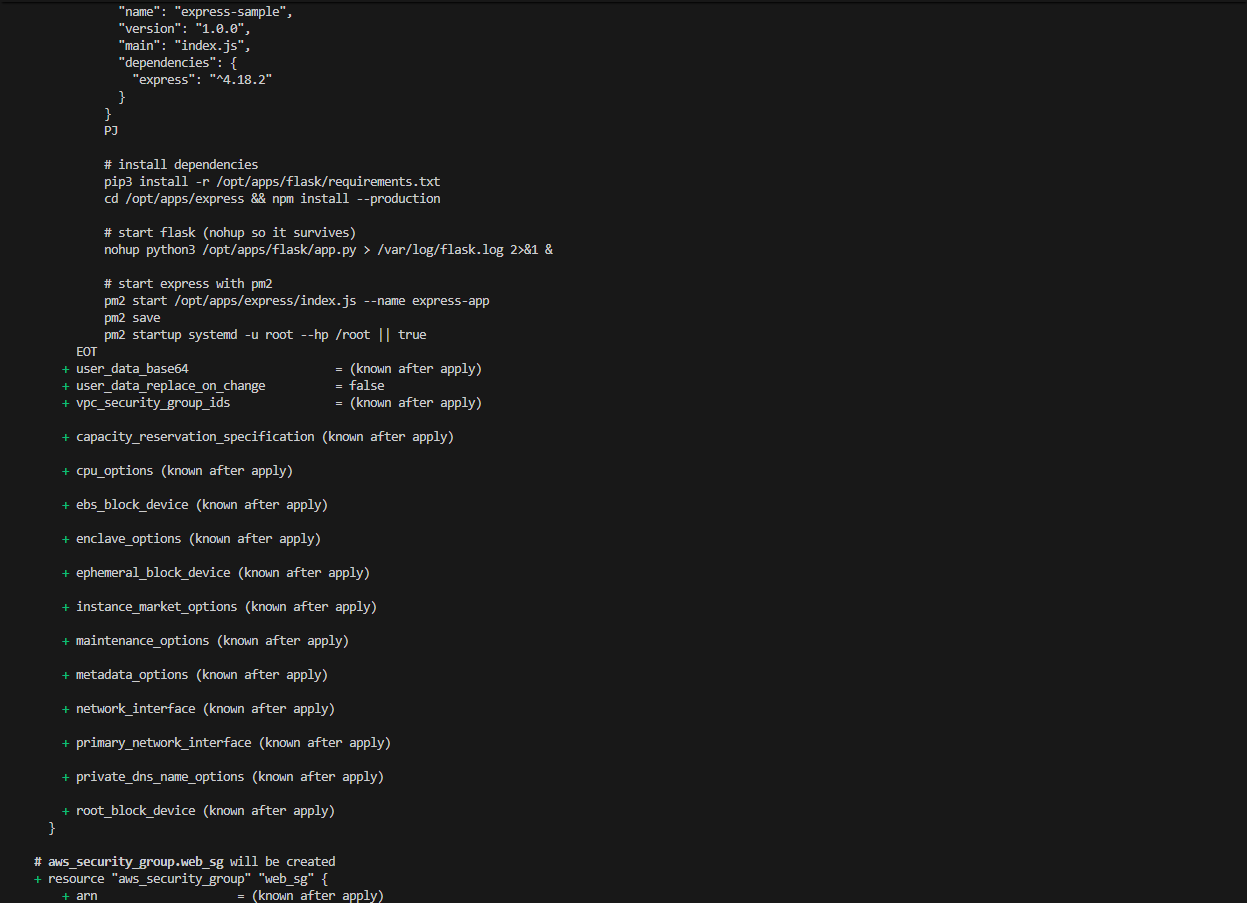 "name": "express-sample",
"version": "1.0.0",
"main": "index.js",
"dependencies": {
"express": "^4.18.2"
}
}
PJ
# install dependencies
pip3 install -r /opt/apps/flask/requirements.txt
cd /opt/apps/express && npm install --production
# start flask (nohup so it survives)
nohup python3 /opt/apps/flask/app.py > /var/log/flask.log 2>&1 &
# start express with pm2
pm2 start /opt/apps/express/index.js --name express-app
pm2 save
pm2 startup systemd -u root --hp /root || true
EOT
+ user_data_base64 = (known after apply)
+ user_data_replace_on_change = false
+ vpc_security_group_ids = (known after apply)
+ capacity_reservation_specification (known after apply)
+ cpu_options (known after apply)
+ ebs_block_device (known after apply)
+ enclave_options (known after apply)
+ ephemeral_block_device (known after apply)
+ instance_market_options (known after apply)
+ maintenance_options (known after apply)
+ metadata_options (known after apply)
+ network_interface (known after apply)
+ primary_network_interface (known after apply)
+ private_dns_name_options (known after apply)
+ root_block_device (known after apply)
}
# aws_security_group.web_sg will be created
+ resource "aws_security_group" "web_sg" {
+ arn = (known after apply)